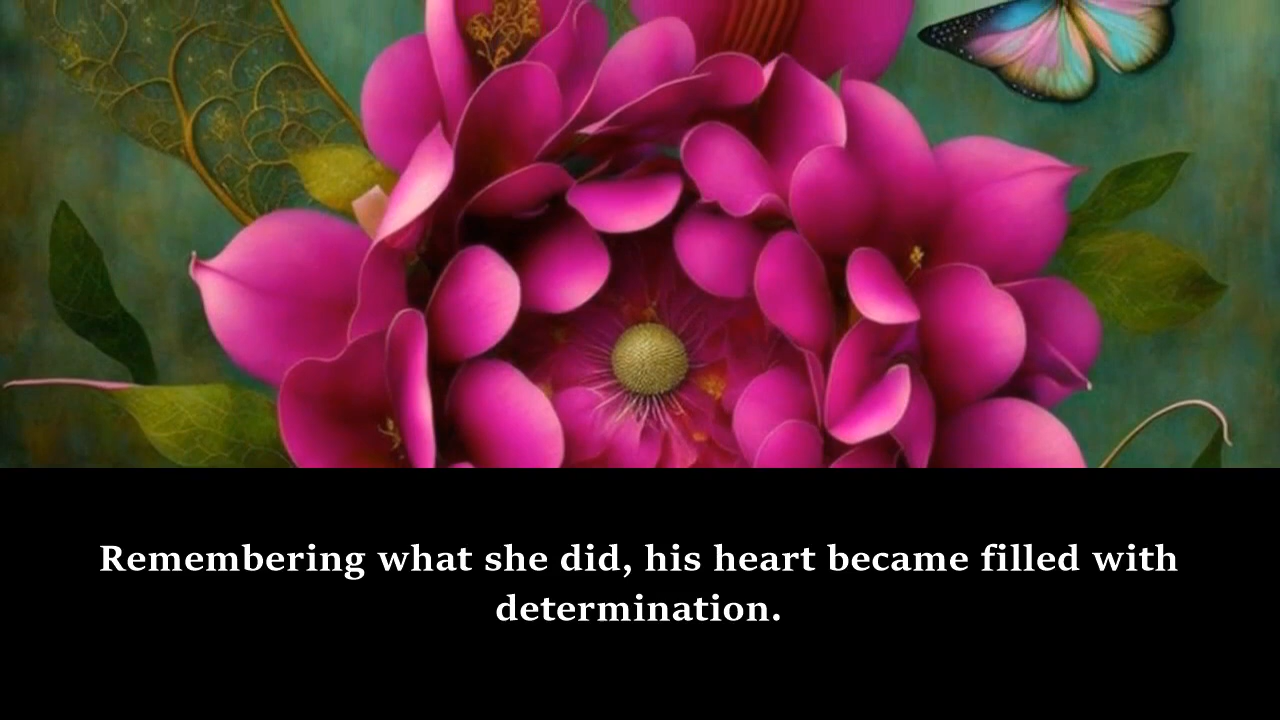 Remembering what she did, his heart became filled with
determination.